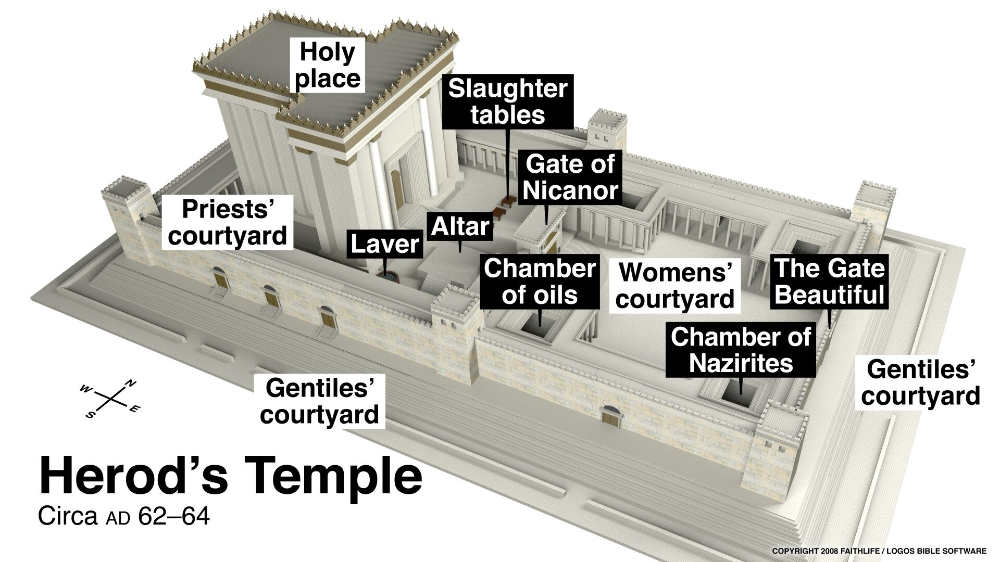 Holy
place
Slaughter
tables
Gate of
Nicanor
Priests’
courtyard
Altar
Laver
Chamber
of oils
Womens’
courtyard
The Gate
Beautiful
Chamber of
Nazirites
Gentiles’
courtyard
Gentiles’
courtyard
N
W
E
S
Herod’s Temple
Circa AD 62–64
COPYRIGHT 2008 FAITHLIFE / LOGOS BIBLE SOFTWARE